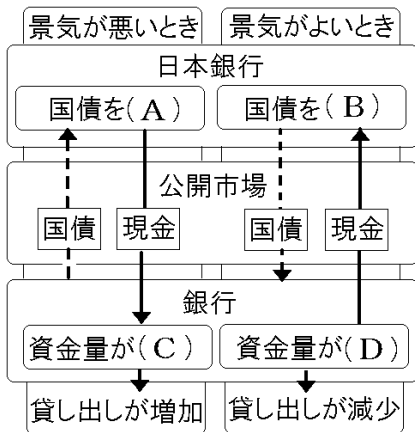 景気が悪いとき 景気がよいとき
日本銀行
国債を(A) 国債を(B)
公開市場
国債 現金 国債 現金
銀行
資金量が(C) 資金量が(D)
貸し出しが増加 貸し出しが減少